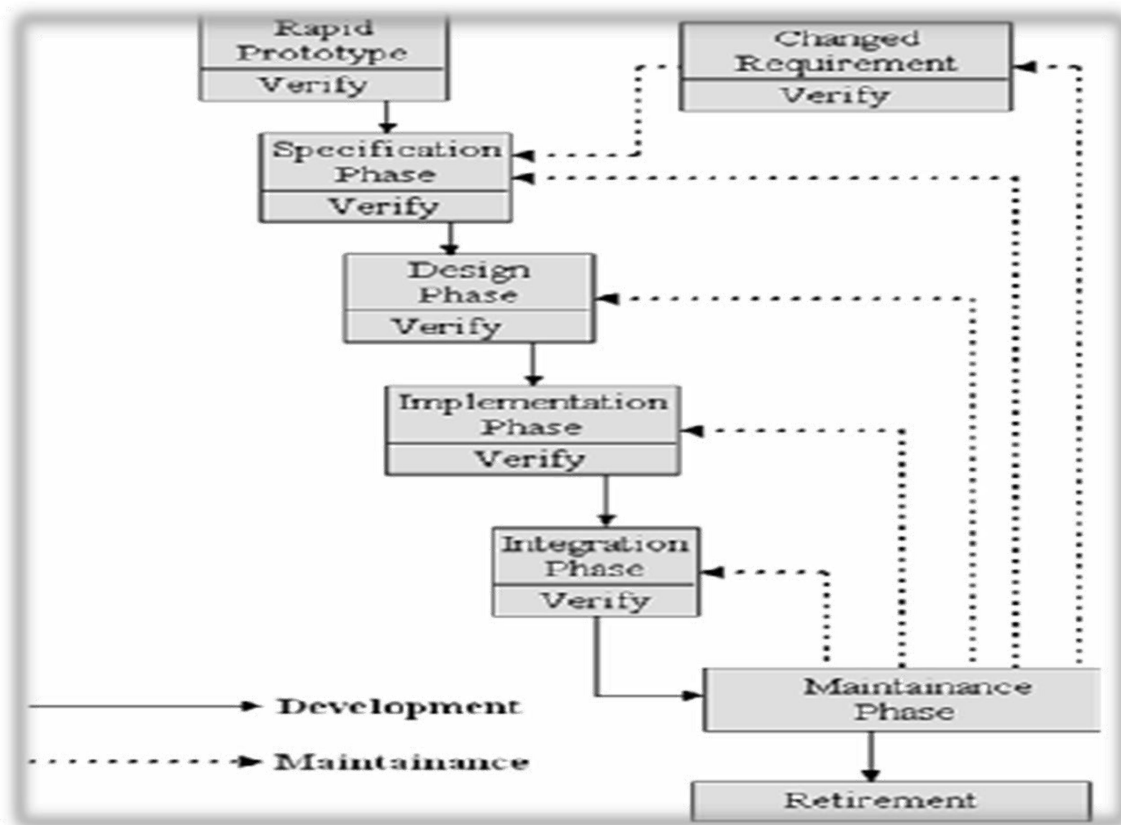 Rapid
Prototype
Verify
Changed
Requirement
Verify
Specification
Phase
Verify
Design
Phase
Verify
Implementation
Phase
Verify
Integration
Phase
Verify
Maintainance
Phase
Development
Maintainance
Retirement